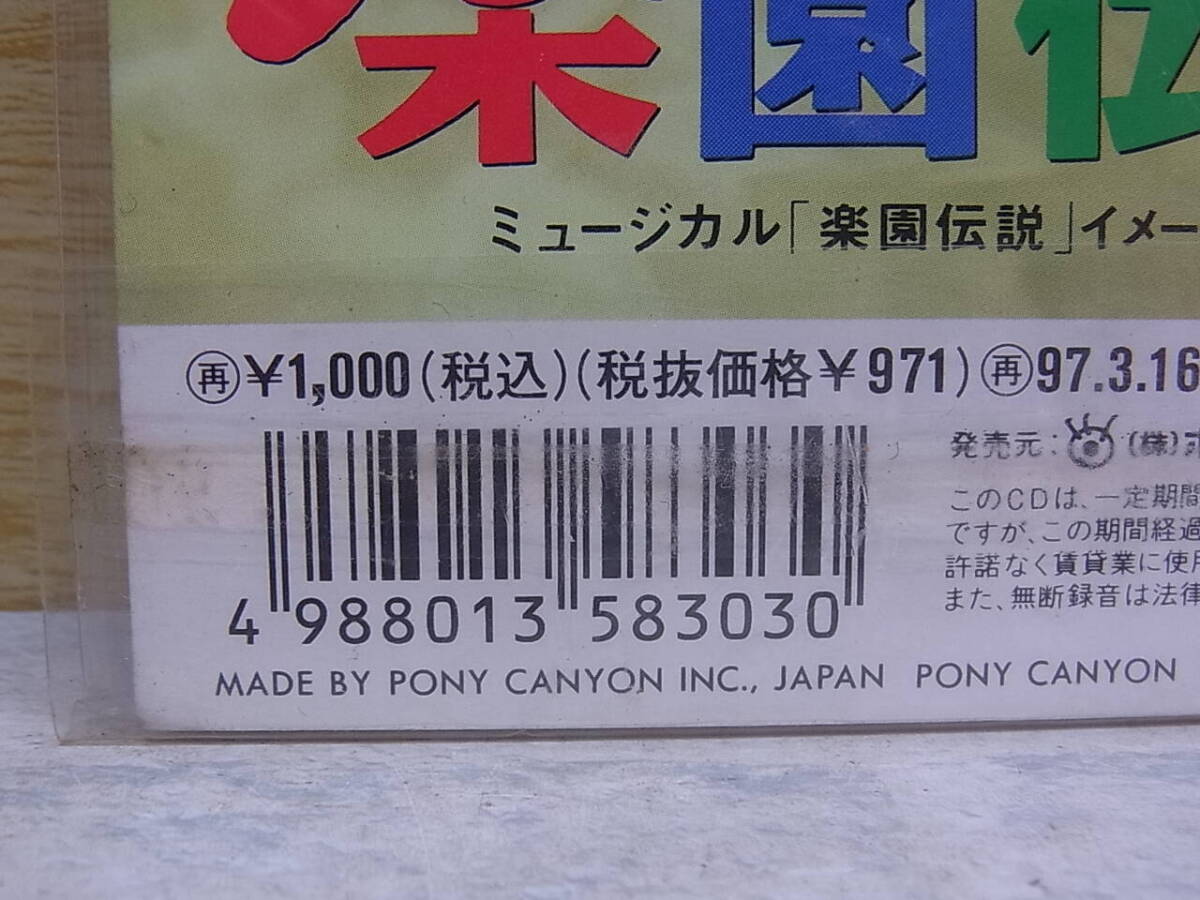 楽園伝
ミュージカル「楽園伝説」イメー
再¥1,000(税込)(税抜価格¥971)再97.3.16
発売元:(株)
このCDは、一定期間
ですが、この期間経過
許諾なく賃貸業に使用
また、無断録音は法律
4 988013 583030
MADE BY PONY CANYON INC., JAPAN PONY CANYON